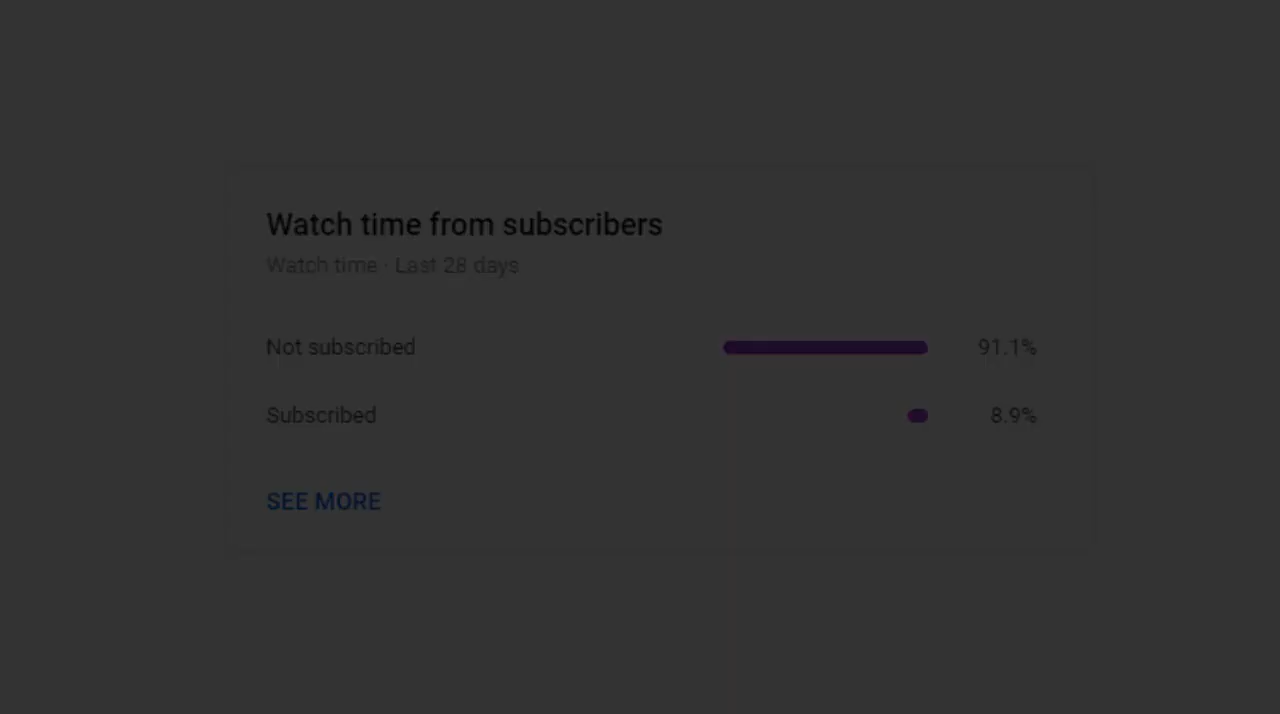 Watch time from subscribers
Watch time · Last 28 days
Not subscribed 91.1%
Subscribed 8.9%
SEE MORE